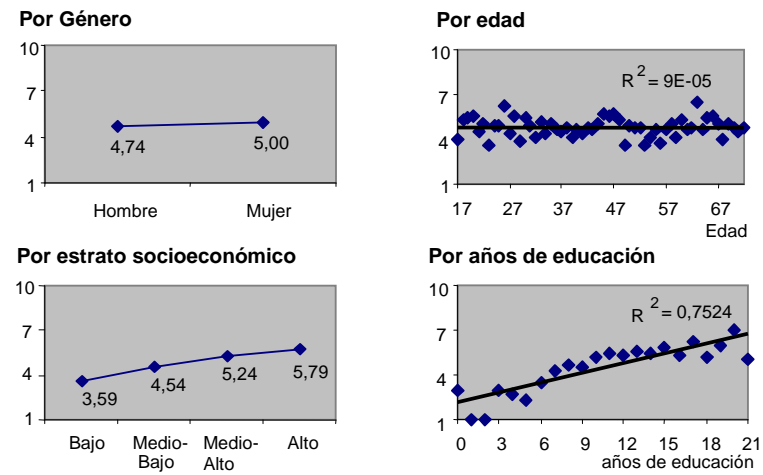 Por Género
10
7
4
1
4,74
5,00
Hombre Mujer
Por edad
10
7
4
1
R 2 = 9E-05
17 27 37 47 57 67
Edad
Por estrato socioeconómico
10
7
4
1
3,59
4,54
5,24
5,79
Bajo Medio- Medio- Alto
Bajo Alto
Por años de educación
10
7
4
1
R 2 = 0,7524
0 3 6 9 12 15 18 21
años de educación